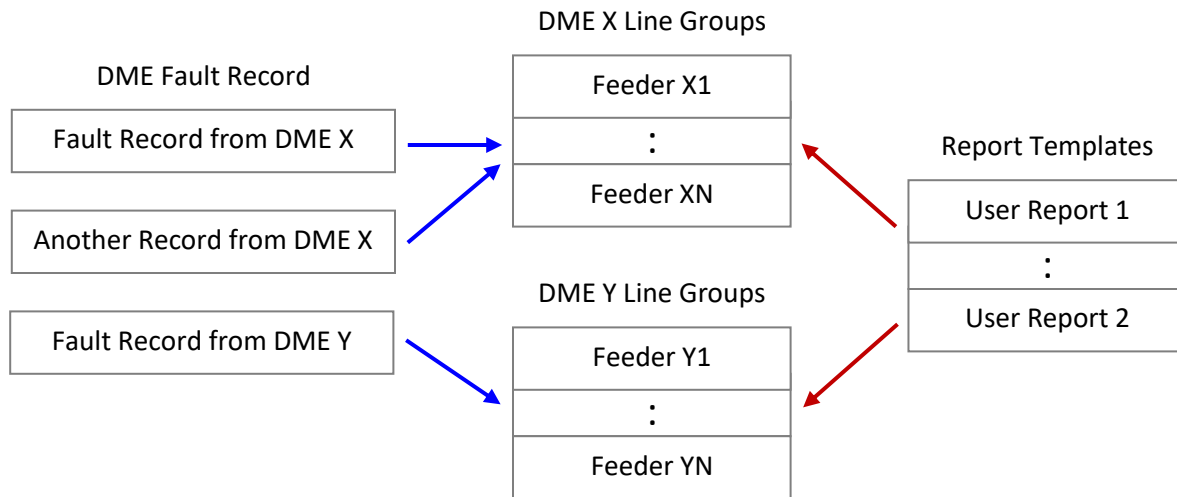 DME Fault Record
Fault Record from DME X
Another Record from DME X
Fault Record from DME Y
DME X Line Groups
Feeder X1
:
Feeder XN
DME Y Line Groups
Feeder Y1
:
Feeder YN
Report Templates
User Report 1
:
User Report 2